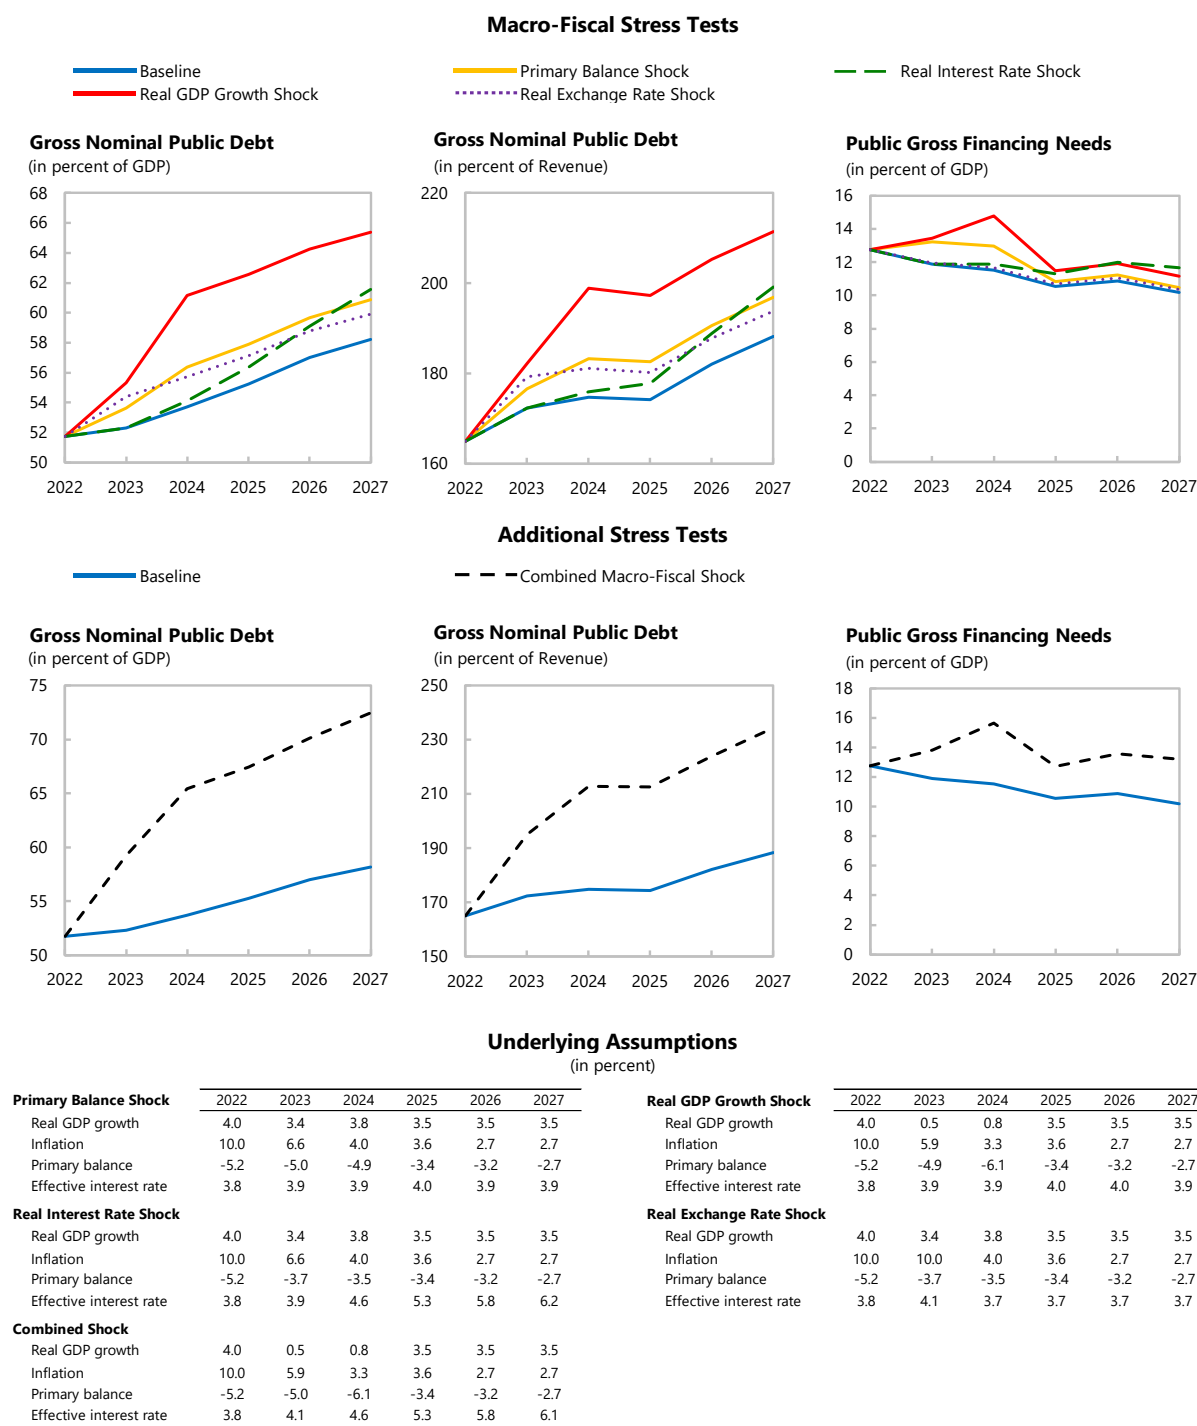 Macro-Fiscal Stress Tests
Baseline
Primary Balance Shock
Real Interest Rate Shock
Real GDP Growth Shock
Real Exchange Rate Shock
Gross Nominal Public Debt
(in percent of GDP)
68
66
64
62
60
58
56
54
52
50
2022 2023 2024 2025 2026 2027
Gross Nominal Public Debt
(in percent of Revenue)
220
200
180
160
2022 2023 2024 2025 2026 2027
Public Gross Financing Needs
(in percent of GDP)
16
14
12
10
8
6
4
2
0
2022 2023 2024 2025 2026 2027
Additional Stress Tests
Baseline
Combined Macro-Fiscal Shock
Gross Nominal Public Debt
(in percent of GDP)
75
70
65
60
55
50
2022 2023 2024 2025 2026 2027
Gross Nominal Public Debt
(in percent of Revenue)
250
230
210
190
170
150
2022 2023 2024 2025 2026 2027
Public Gross Financing Needs
(in percent of GDP)
18
16
14
12
10
8
6
4
2
0
2022 2023 2024 2025 2026 2027
Underlying Assumptions
(in percent)
Primary Balance Shock 2022 2023 2024 2025 2026 2027
Real GDP growth 4.0 3.4 3.8 3.5 3.5 3.5
Inflation 10.0 6.6 4.0 3.6 2.7 2.7
Primary balance -5.2 -5.0 -4.9 -3.4 -3.2 -2.7
Effective interest rate 3.8 3.9 3.9 4.0 3.9 3.9
Real Interest Rate Shock
Real GDP growth 4.0 3.4 3.8 3.5 3.5 3.5
Inflation 10.0 6.6 4.0 3.6 2.7 2.7
Primary balance -5.2 -3.7 -3.5 -3.4 -3.2 -2.7
Effective interest rate 3.8 3.9 4.6 5.3 5.8 6.2
Combined Shock
Real GDP growth 4.0 0.5 0.8 3.5 3.5 3.5
Inflation 10.0 5.9 3.3 3.6 2.7 2.7
Primary balance -5.2 -5.0 -6.1 -3.4 -3.2 -2.7
Effective interest rate 3.8 4.1 4.6 5.3 5.8 6.1
Real GDP Growth Shock 2022 2023 2024 2025 2026 2027
Real GDP growth 4.0 0.5 0.8 3.5 3.5 3.5
Inflation 10.0 5.9 3.3 3.6 2.7 2.7
Primary balance -5.2 -4.9 -6.1 -3.4 -3.2 -2.7
Effective interest rate 3.8 3.9 3.9 4.0 4.0 3.9
Real Exchange Rate Shock
Real GDP growth 4.0 3.4 3.8 3.5 3.5 3.5
Inflation 10.0 10.0 4.0 3.6 2.7 2.7
Primary balance -5.2 -3.7 -3.5 -3.4 -3.2 -2.7
Effective interest rate 3.8 4.1 3.7 3.7 3.7 3.7